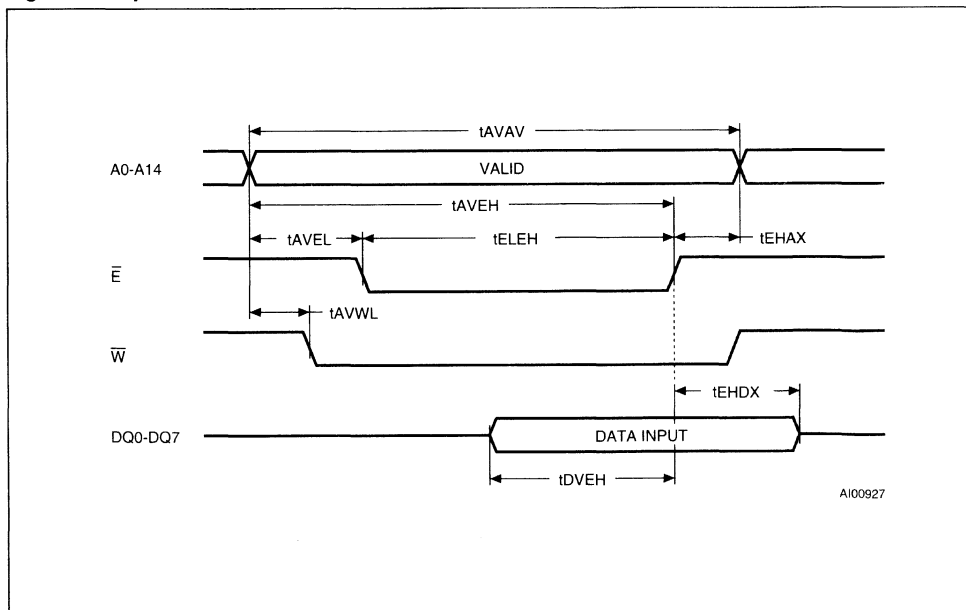 tAVAV
A0-A14
VALID
tAVEH
tAVEL
tELEH
tEHAX
E̅
tAVWL
W̅
tEHDX
DQ0-DQ7
DATA INPUT
tDVEH
AI00927